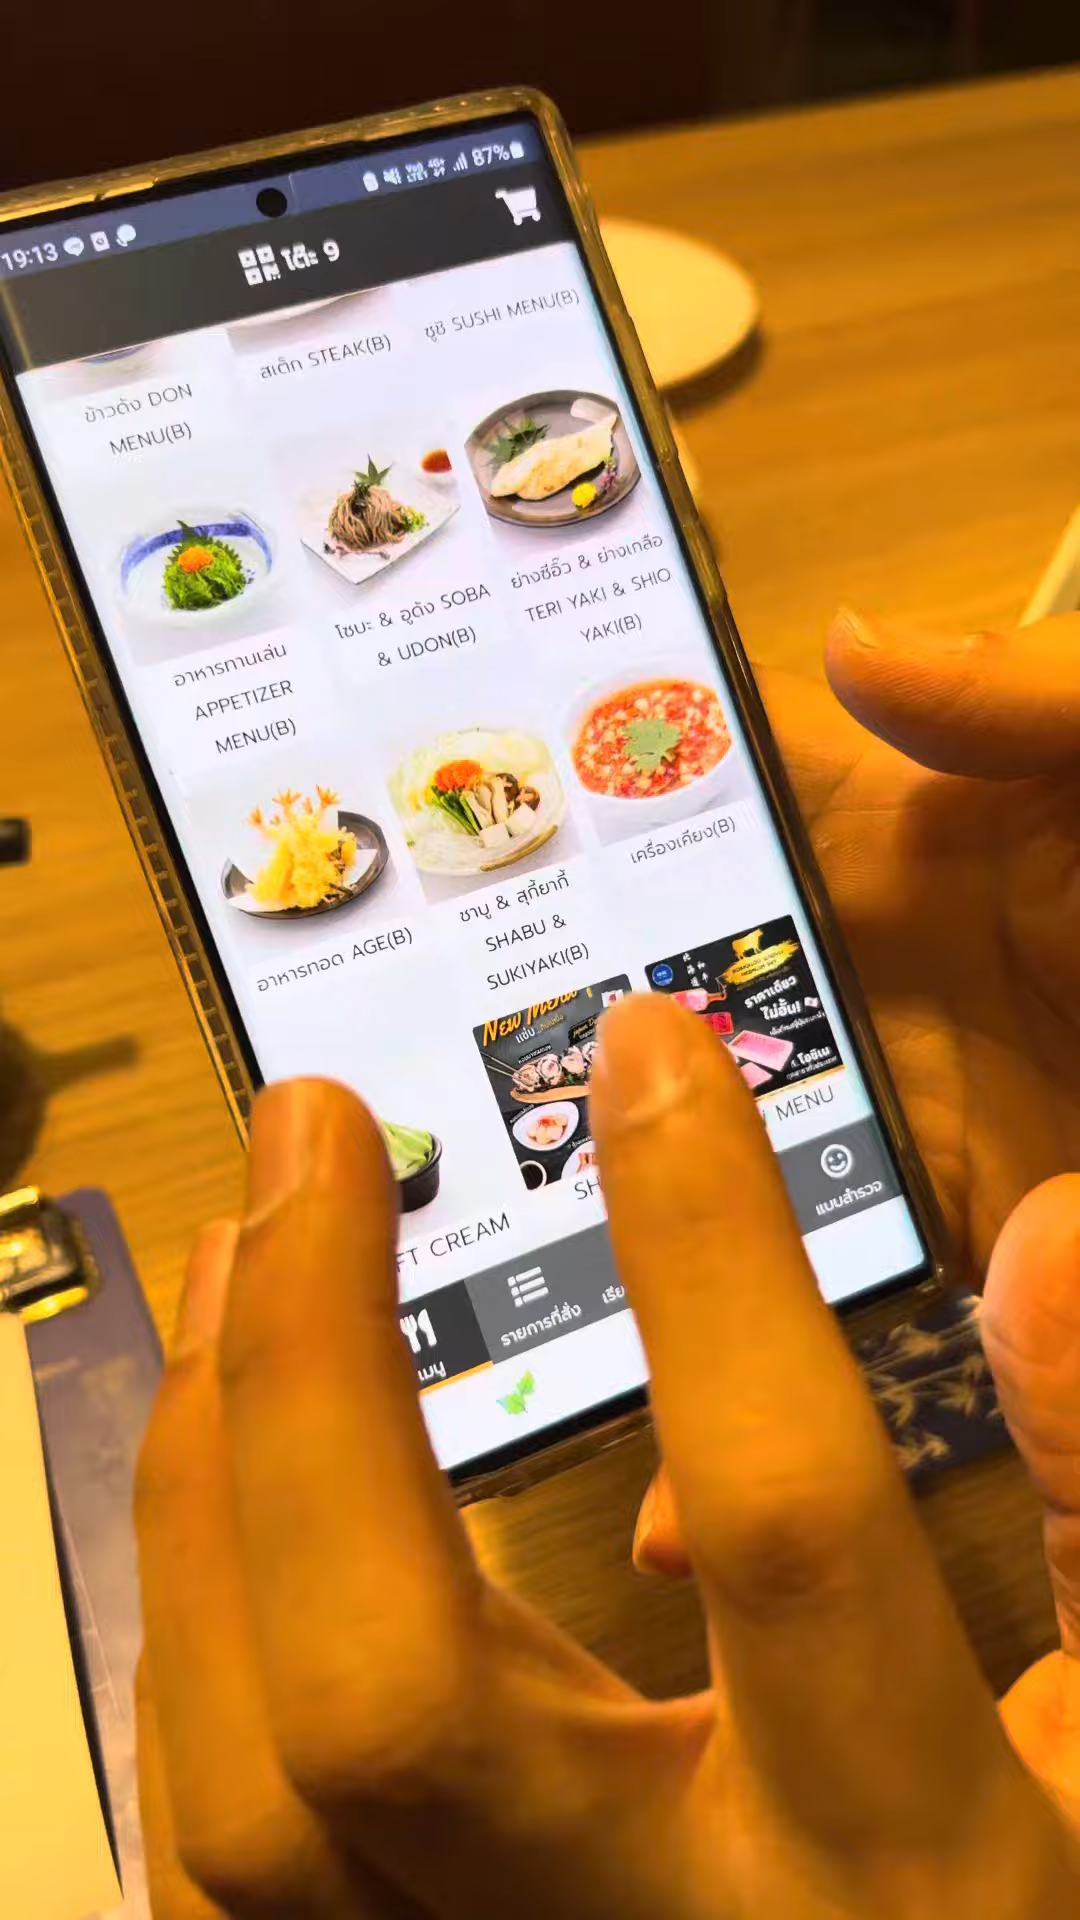 19:13
87%
โต๊ะ 9
ข้าวด้ง DON
MENU(B)
สเต็ก STEAK(B)
ซูชิ SUSHI MENU(B)
อาหารทานเล่น
APPETIZER
MENU(B)
โซบะ & อูด้ง SOBA
& UDON(B)
ย่างซีอิ๊ว & ย่างเกลือ
TERI YAKI & SHIO
YAKI(B)
อาหารทอด AGE(B)
ชาบู & สุกี้ยากี้
SHABU &
SUKIYAKI(B)
เครื่องเคียง(B)
NEW MENU
ราคาเดียว
ไม่อั้น!
FT CREAM
SH
MENU
เมนู
รายการที่สั่ง
เรีย
แบบสำรวจ